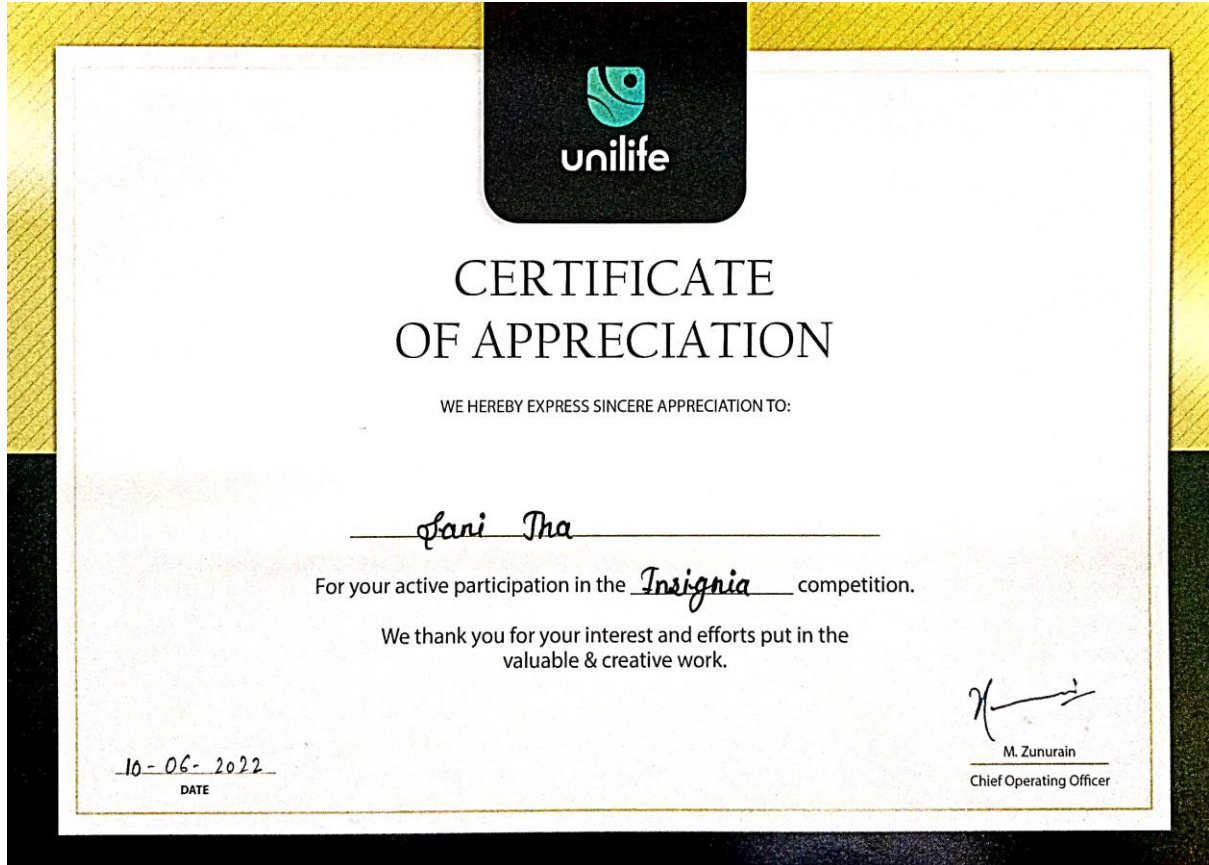 unilife
CERTIFICATE
OF APPRECIATION
WE HEREBY EXPRESS SINCERE APPRECIATION TO:
Jani Tha
For your active participation in the Insignia competition.
We thank you for your interest and efforts put in the
valuable & creative work.
M. Zunurain
10-06-2022
Chief Operating Officer
DATE